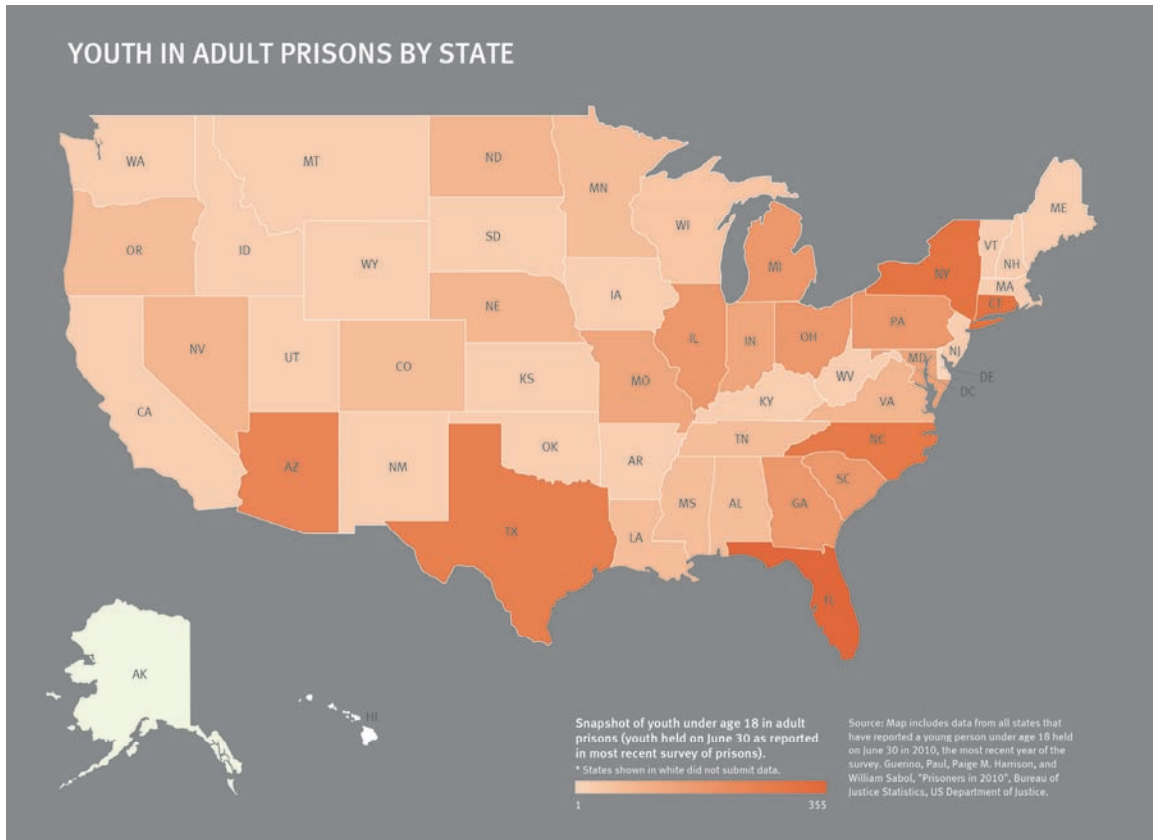 YOUTH IN ADULT PRISONS BY STATE
WA
MT
ND
MN
ME
OR
ID
SD
WI
VT
WY
MI
NY
NH
MA
IA
CT
NE
PA
NV
UT
IL
IN
OH
NJ
CO
MD
MO
KS
WV
DE
CA
KY
VA
DC
TN
NC
AZ
NM
OK
AR
SC
MS
AL
GA
TX
LA
FL
AK
HI
Snapshot of youth under age 18 in adult
prisons (youth held on June 30 as reported
in most recent survey of prisons).
* States shown in white did not submit data.
1 355
Source: Map includes data from all states that
have reported a young person under age 18 held
on June 30 in 2010, the most recent year of the
survey. Guerino, Paul, Paige M. Harrison, and
William Sabol, "Prisoners in 2010", Bureau of
Justice Statistics, US Department of Justice.